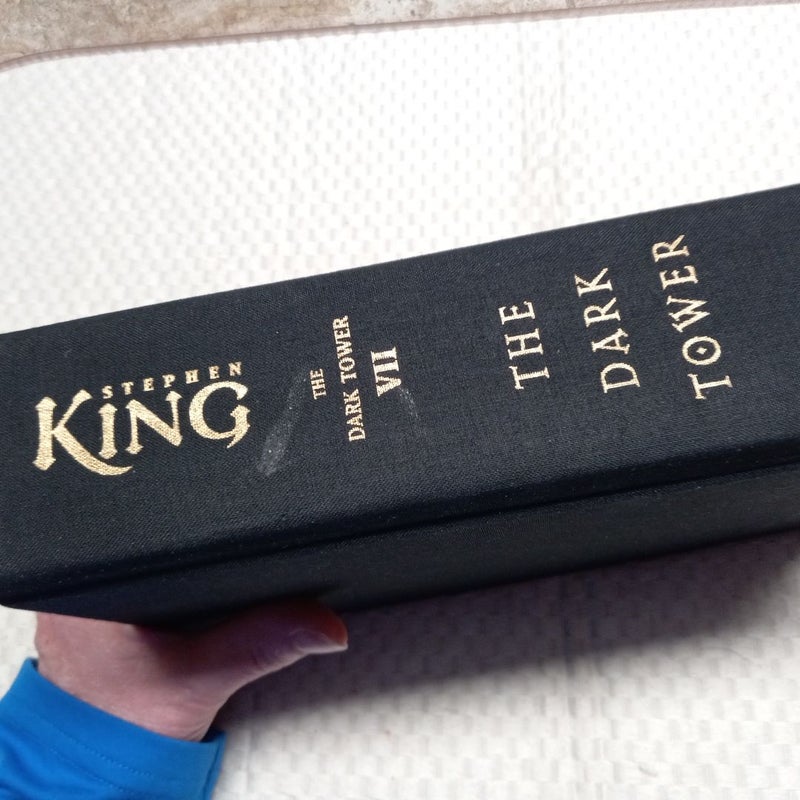 STEPHEN
KING
THE
DARK TOWER
VII
THE
DARK
TOWER